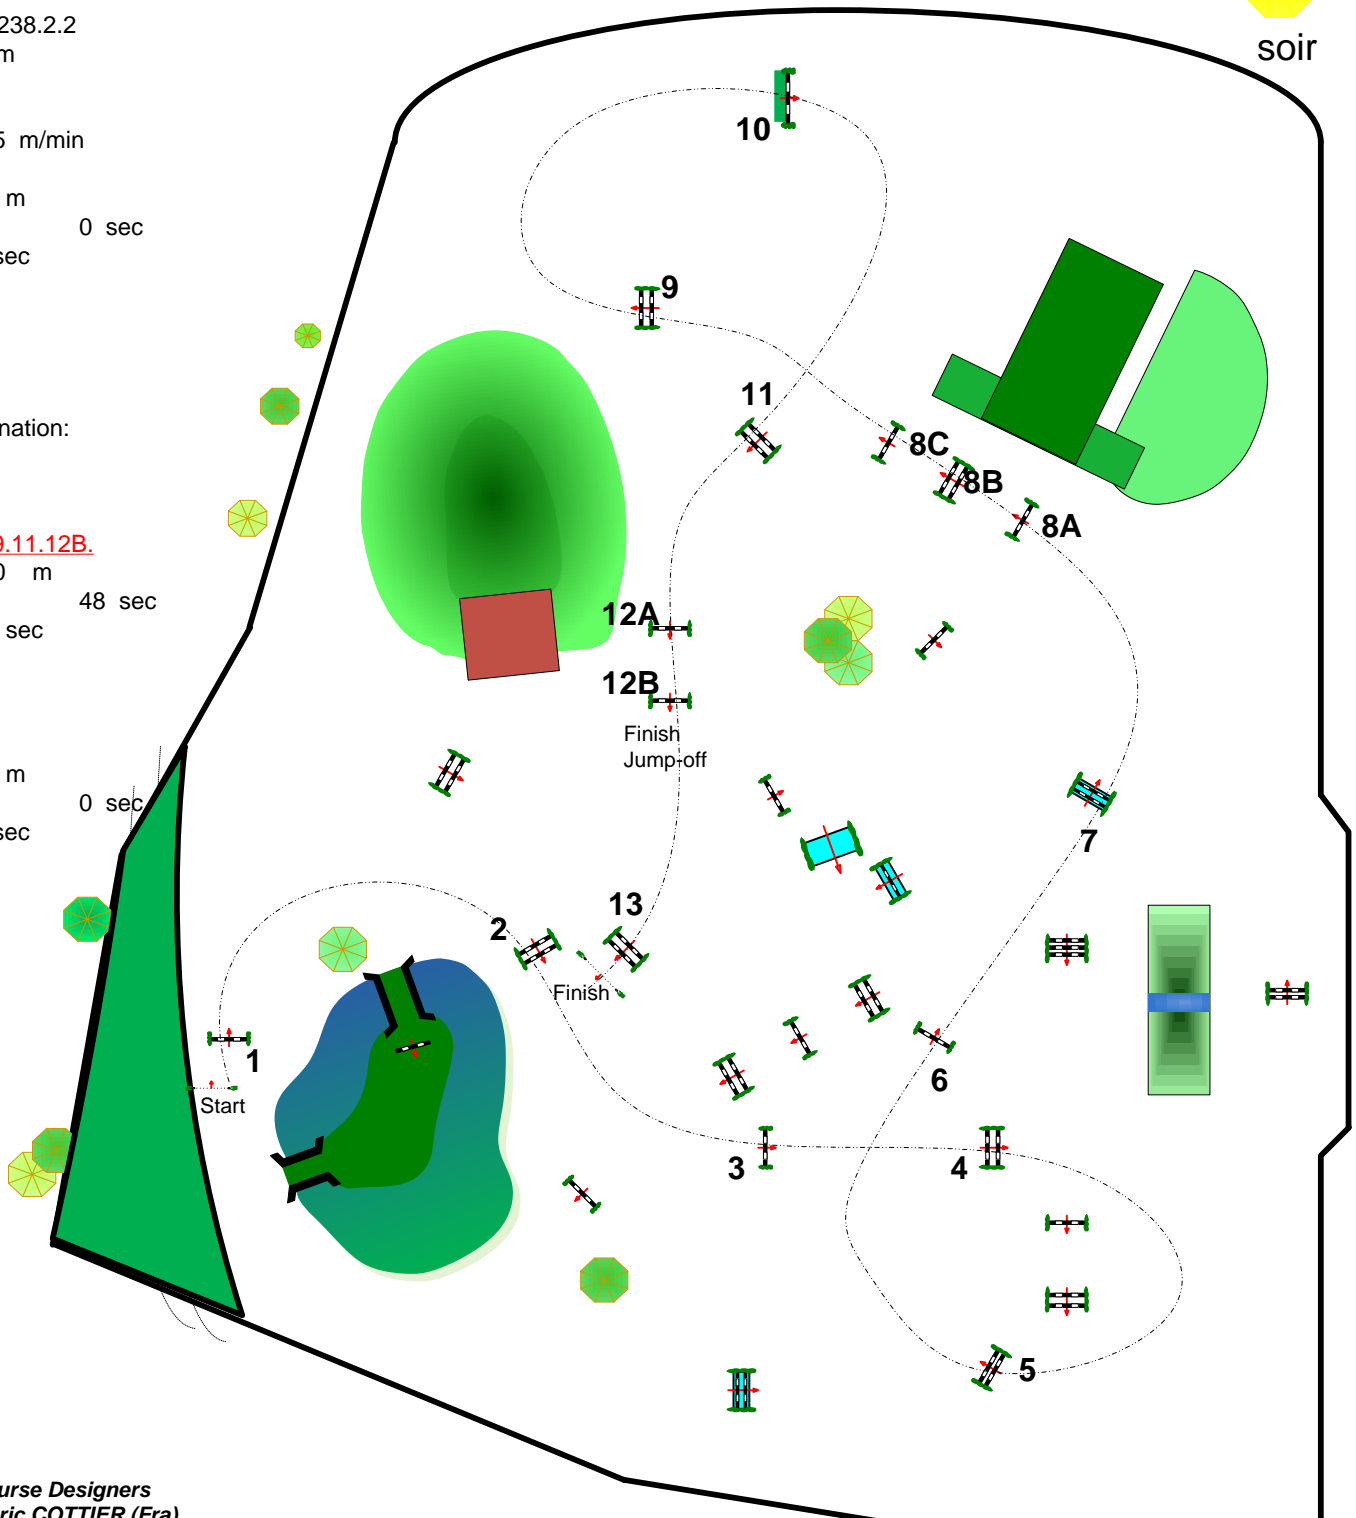 238.2.2
m
soir
5 m/min
m
0 sec
sec
10
9
nation:
11
8C
8B
8A
9.11.12B.
0 m
48 sec
sec
12A
12B
Finish
Jump-off
m
0 sec
sec
7
13
2
Finish
1
6
Start
3
4
5
urse Designers
ric COTTIER (Fra)